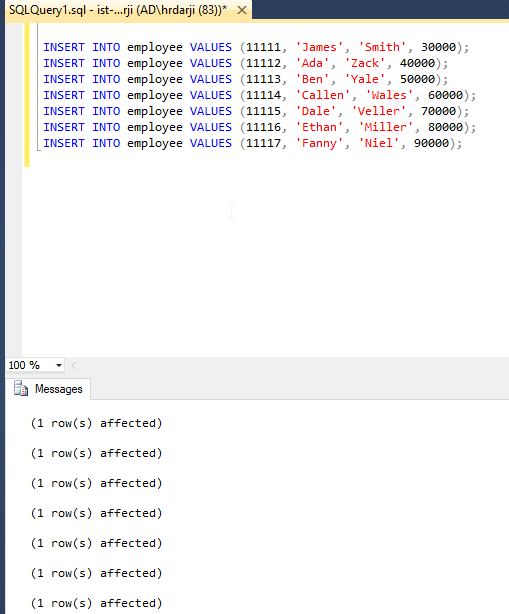 SQLQuery1.sql - ist-...rji (AD\hrdarji (83))*
INSERT INTO employee VALUES (11111, 'James', 'Smith', 30000);
INSERT INTO employee VALUES (11112, 'Ada', 'Zack', 40000);
INSERT INTO employee VALUES (11113, 'Ben', 'Yale', 50000);
INSERT INTO employee VALUES (11114, 'Callen', 'Wales', 60000);
INSERT INTO employee VALUES (11115, 'Dale', 'Veller', 70000);
INSERT INTO employee VALUES (11116, 'Ethan', 'Miller', 80000);
INSERT INTO employee VALUES (11117, 'Fanny', 'Niel', 90000);
100 %
Messages
(1 row(s) affected)
(1 row(s) affected)
(1 row(s) affected)
(1 row(s) affected)
(1 row(s) affected)
(1 row(s) affected)
(1 row(s) affected)